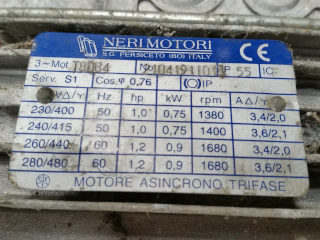 NERI MOTORI
S.G. PERSICETO (BO) ITALY
CE
3~Mot. T80B4 N° IP 55 IC
Serv. S1 Cos.φ 0,76 IP
V Δ/Y Hz hp kW rpm A Δ/Y
230/400 50 1,0 0,75 1380 3,4/2,0
240/415 50 1,0 0,75 1400 3,6/2,1
260/440 60 1,2 0,9 1680 3,4/2,0
280/480 60 1,2 0,9 1680 3,6/2,1
MOTORE ASINCRONO TRIFASE